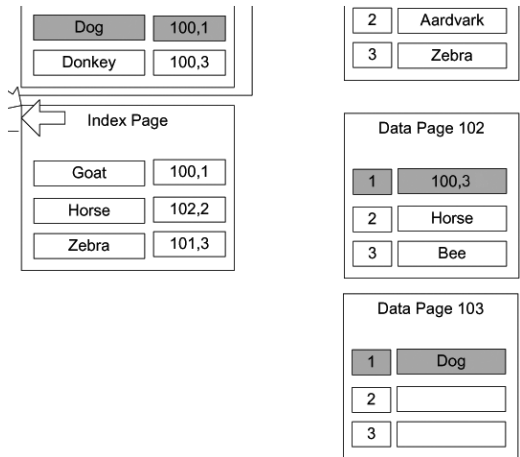 Dog 100,1
Donkey 100,3
Index Page
Goat 100,1
Horse 102,2
Zebra 101,3
2 Aardvark
3 Zebra
Data Page 102
1 100,3
2 Horse
3 Bee
Data Page 103
1 Dog
2
3